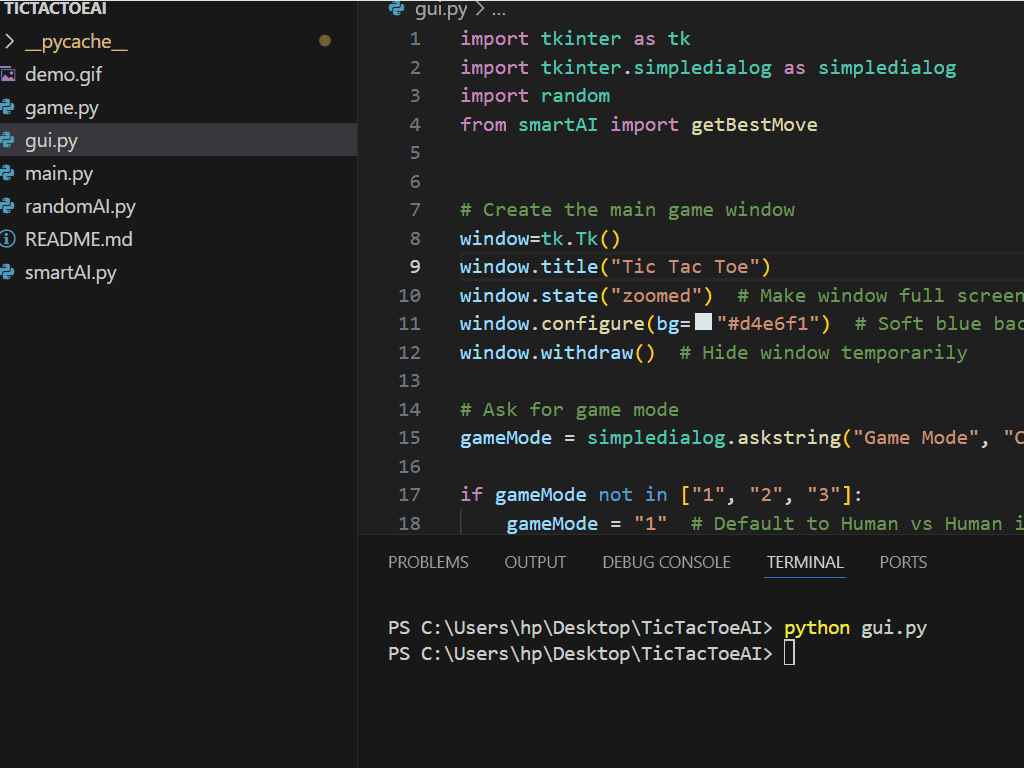 TICTACTOEAI
__pycache__
demo.gif
game.py
gui.py
main.py
randomAI.py
README.md
smartAI.py
gui.py > ...
1 import tkinter as tk
2 import tkinter.simpledialog as simpledialog
3 import random
4 from smartAI import getBestMove
5
6
7 # Create the main game window
8 window=tk.Tk()
9 window.title("Tic Tac Toe")
10 window.state("zoomed")  # Make window full screen
11 window.configure(bg="#d4e6f1")  # Soft blue bac
12 window.withdraw()  # Hide window temporarily
13
14 # Ask for game mode
15 gameMode = simpledialog.askstring("Game Mode", "C
16
17 if gameMode not in ["1", "2", "3"]:
18     gameMode = "1"  # Default to Human vs Human i
PROBLEMS OUTPUT DEBUG CONSOLE TERMINAL PORTS
PS C:\Users\hp\Desktop\TicTacToeAI> python gui.py
PS C:\Users\hp\Desktop\TicTacToeAI>